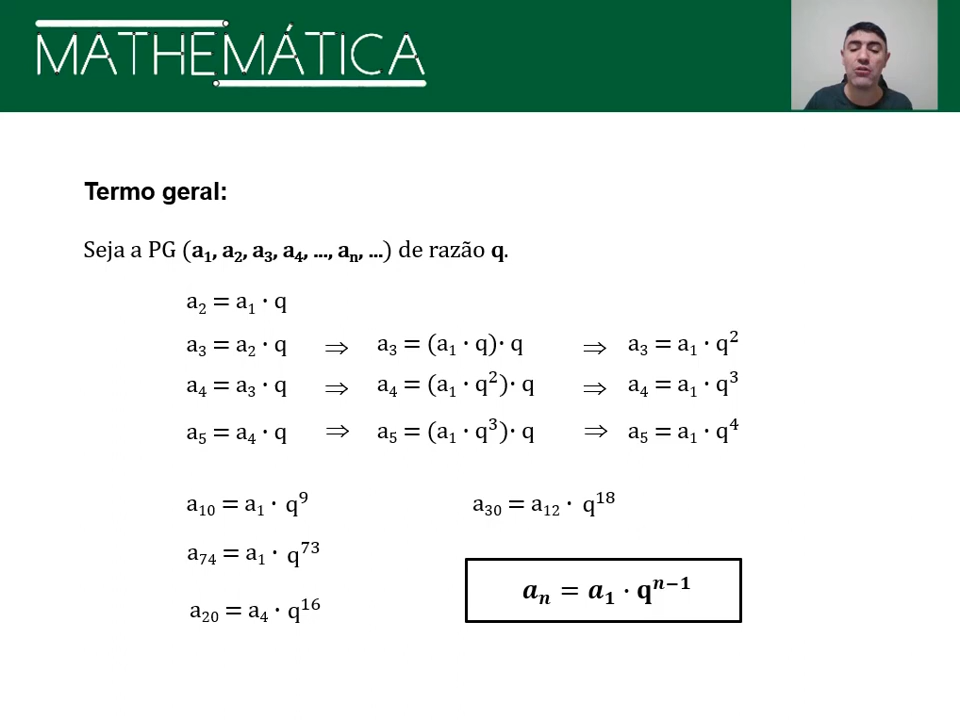 MATHEMÁTICA
Termo geral:
Seja a PG (a₁, a₂, a₃, a₄, ..., aₙ, ...) de razão q.
a₂ = a₁ · q
a₃ = a₂ · q ⇒ a₃ = (a₁ · q)· q ⇒ a₃ = a₁ · q²
a₄ = a₃ · q ⇒ a₄ = (a₁ · q²)· q ⇒ a₄ = a₁ · q³
a₅ = a₄ · q ⇒ a₅ = (a₁ · q³)· q ⇒ a₅ = a₁ · q⁴
a₁₀ = a₁ · q⁹
a₇₄ = a₁ · q⁷³
a₂₀ = a₄ · q¹⁶
a₃₀ = a₁₂ · q¹⁸
aₙ = a₁ · qⁿ⁻¹